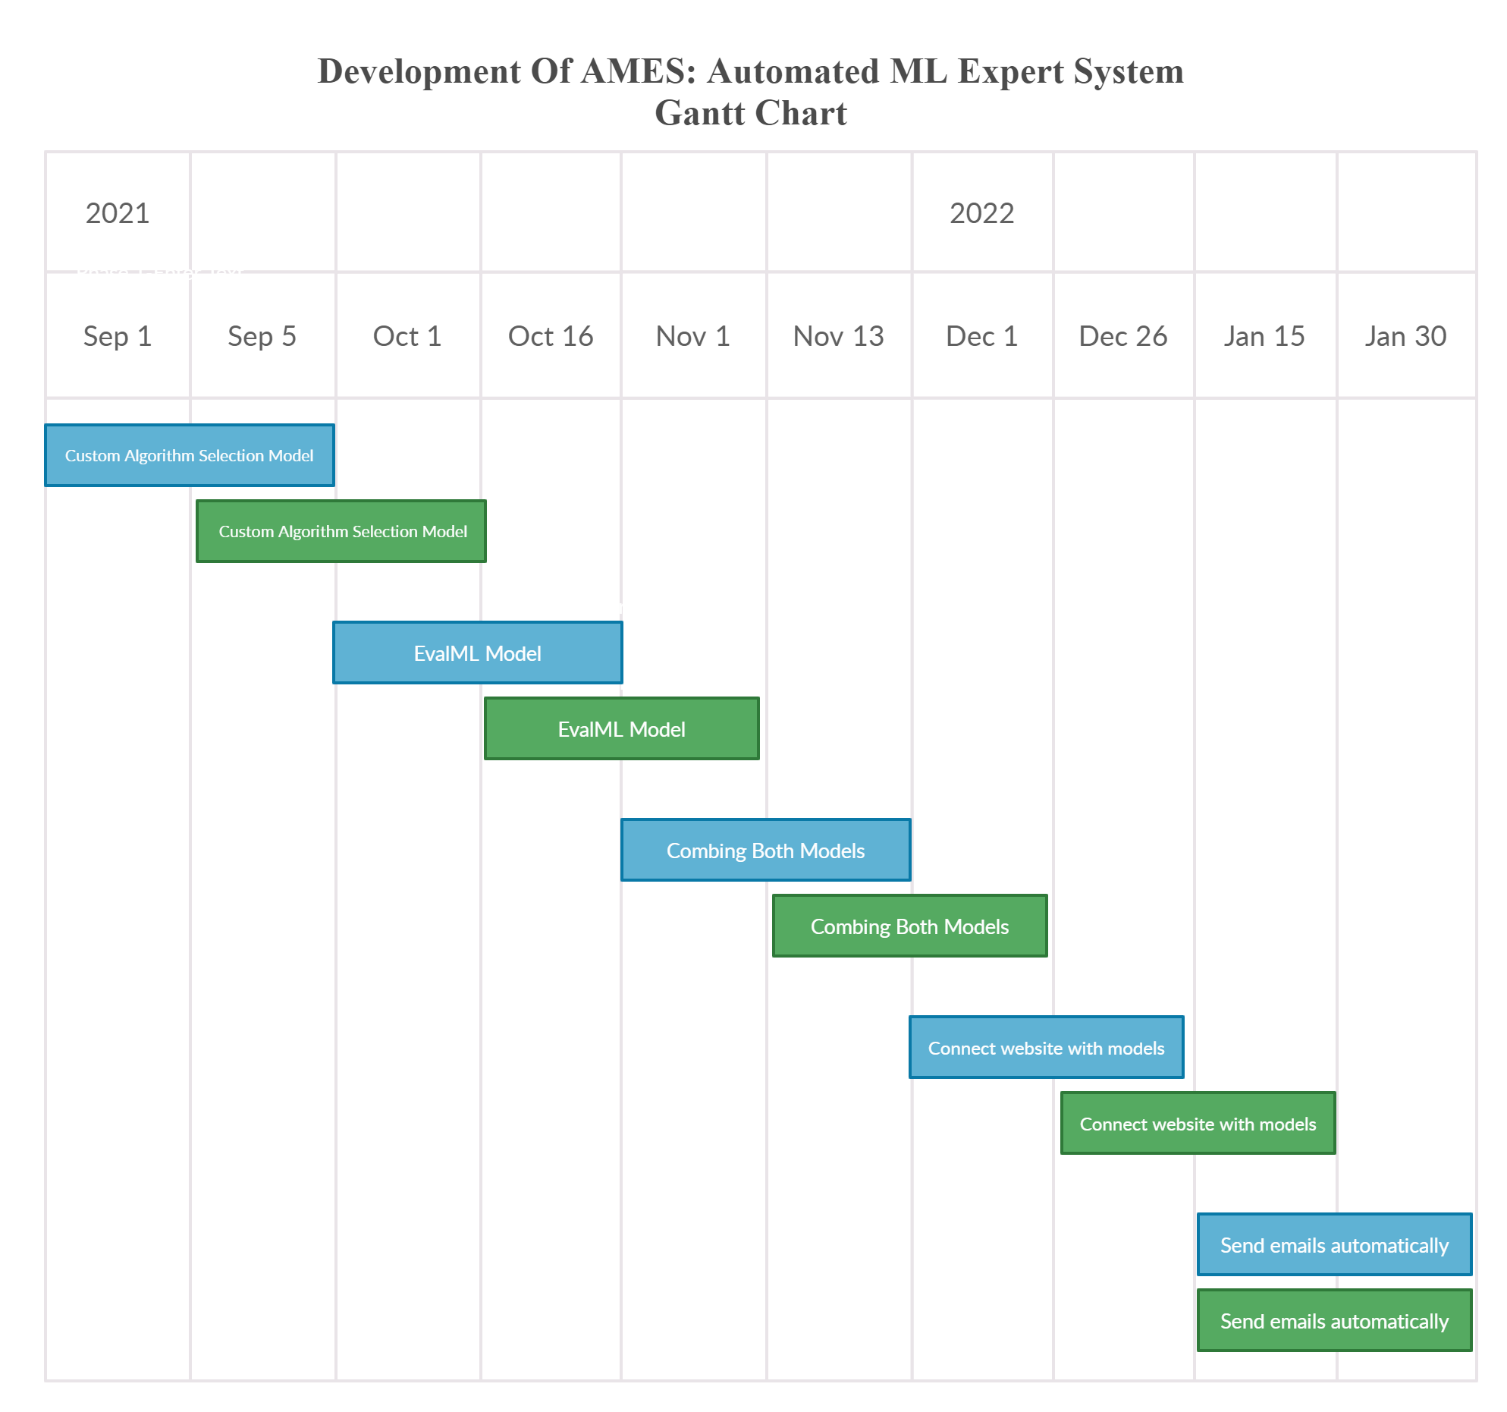 Development Of AMES: Automated ML Expert System
Gantt Chart
2021
2022
Sep 1
Sep 5
Oct 1
Oct 16
Nov 1
Nov 13
Dec 1
Dec 26
Jan 15
Jan 30
Custom Algorithm Selection Model
Custom Algorithm Selection Model
EvalML Model
EvalML Model
Combing Both Models
Combing Both Models
Connect website with models
Connect website with models
Send emails automatically
Send emails automatically